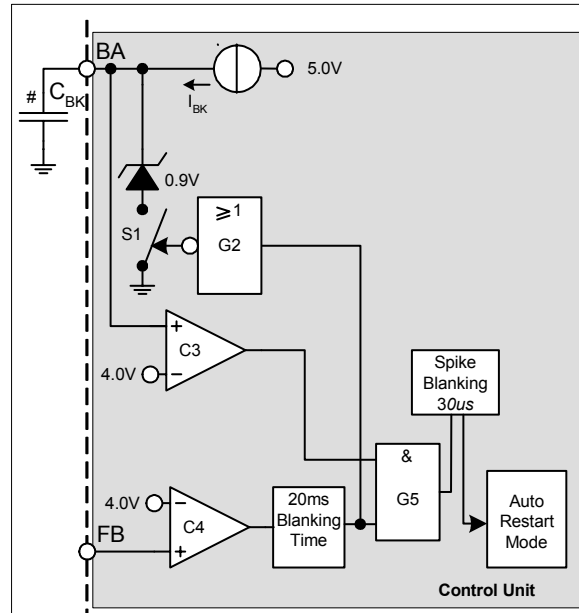 BA
5.0V
# C_BK
I_BK
0.9V
≥1
S1
G2
C3
4.0V
Spike
Blanking
30us
&
4.0V
20ms
Blanking
Time
G5
C4
Auto
Restart
Mode
FB
Control Unit